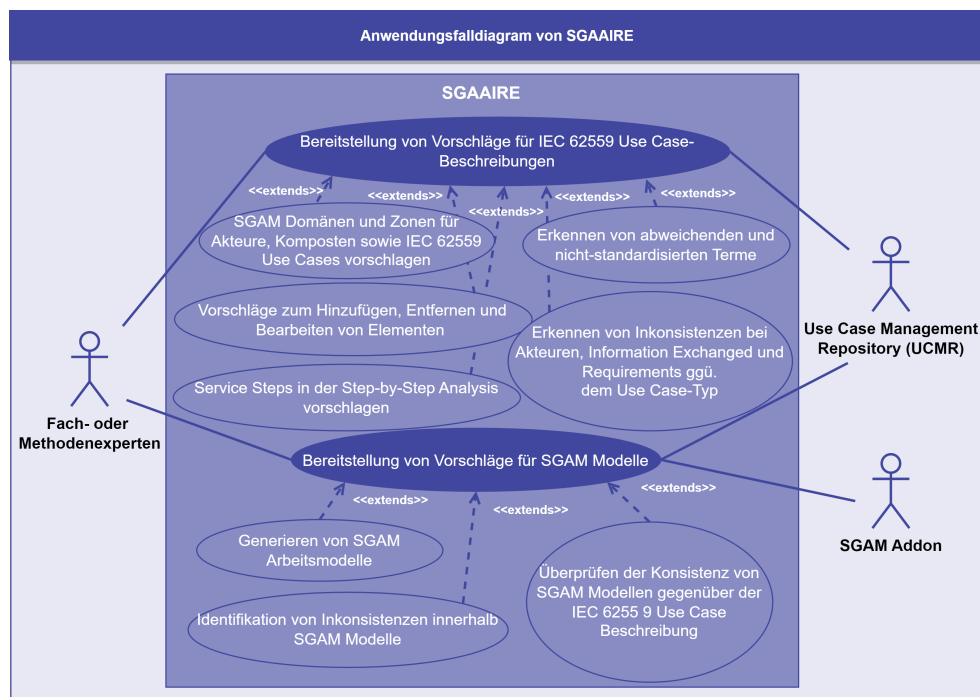 Anwendungsfalldiagram von SGAAIRE
SGAAIRE
Bereitstellung von Vorschläge für IEC 62559 Use Case-
Beschreibungen
<<extends>>
<<extends>>
<<extends>>
<<extends>>
<<extends>>
SGAM Domänen und Zonen für
Akteure, Komposten sowie IEC 62559
Use Cases vorschlagen
Erkennen von abweichenden und
nicht-standardisierten Terme
Vorschläge zum Hinzufügen, Entfernen und
Bearbeiten von Elementen
Erkennen von Inkonsistenzen bei
Akteuren, Information Exchanged und
Requirements ggü.
dem Use Case-Typ
Service Steps in der Step-by-Step Analysis
vorschlagen
Fach- oder
Methodenexperten
Use Case Management
Repository (UCMR)
Bereitstellung von Vorschläge für SGAM Modelle
<<extends>>
<<extends>>
<<extends>>
SGAM Addon
Generieren von SGAM
Arbeitsmodelle
Identifikation von Inkonsistenzen innerhalb
SGAM Modelle
Überprüfen der Konsistenz von
SGAM Modellen gegenüber der
IEC 6255 9 Use Case
Beschreibung